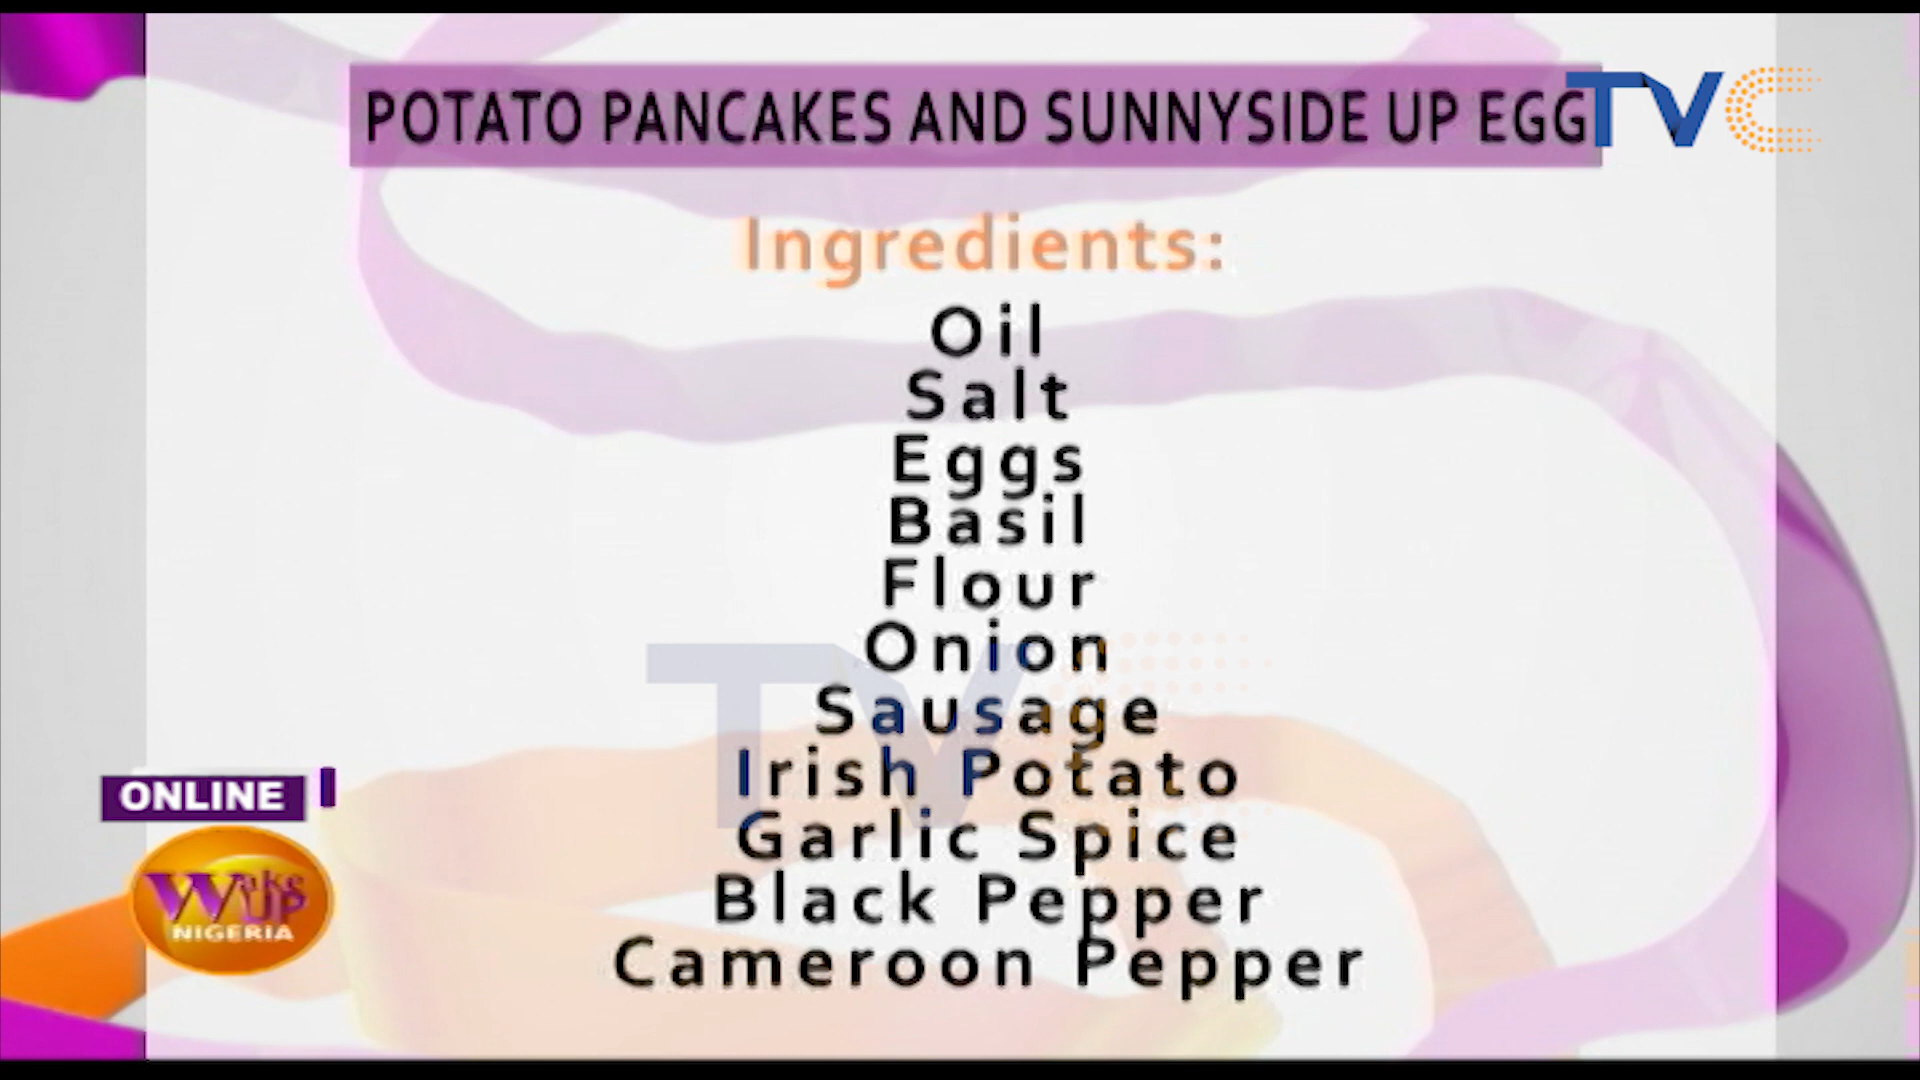 POTATO PANCAKES AND SUNNYSIDE UP EGG
TVC
Ingredients:
Oil
Salt
Eggs
Basil
Flour
Onion
Sausage
Irish Potato
Garlic Spice
Black Pepper
Cameroon Pepper
TVC
ONLINE
Wake
UP
NIGERIA